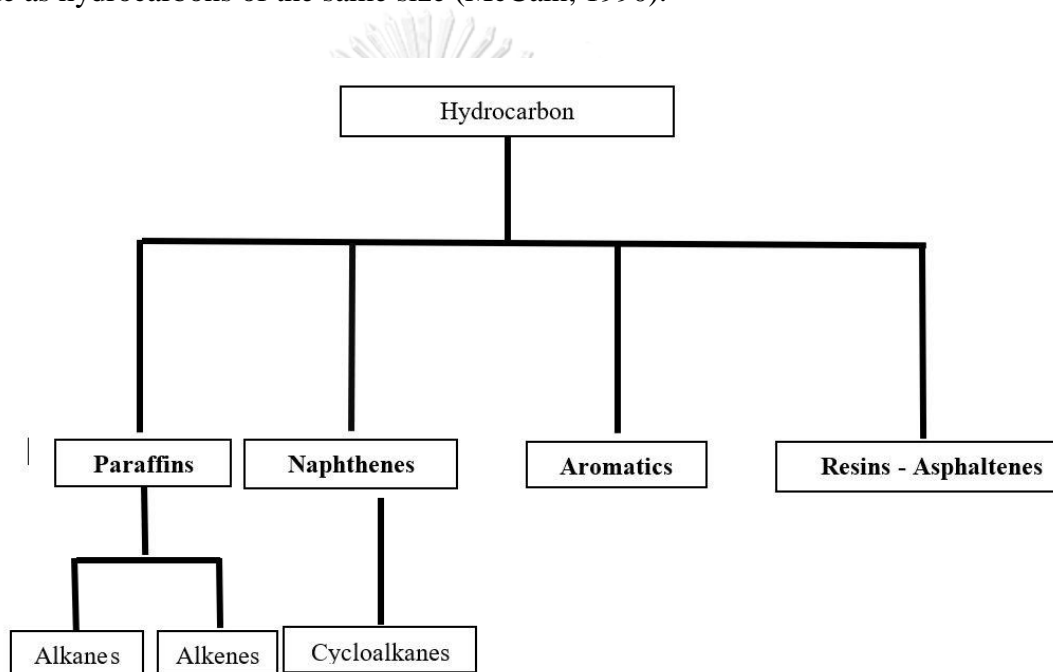 as hydrocarbons of the same size (McCain, 1990).
Hydrocarbon
Paraffins
Naphthenes
Aromatics
Resins - Asphaltenes
Alkanes
Alkenes
Cycloalkanes